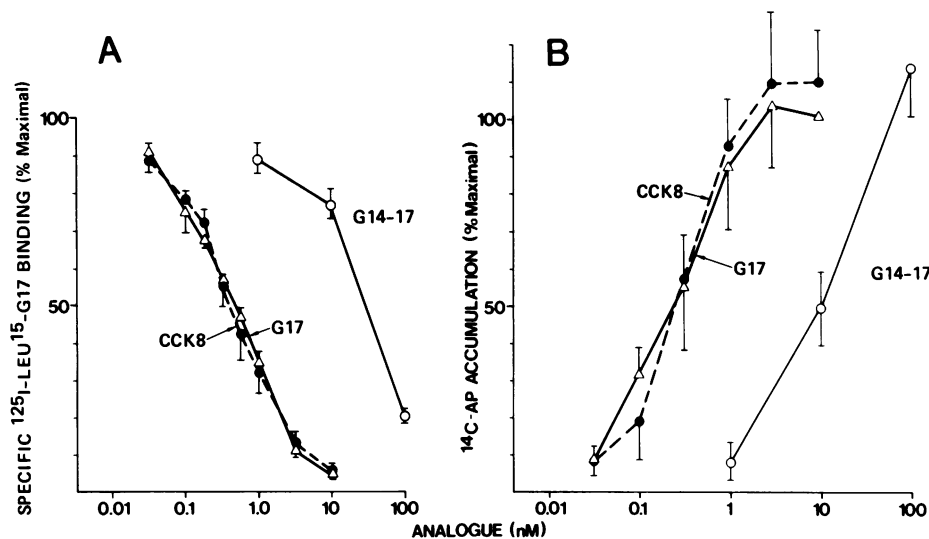 A
SPECIFIC ¹²⁵I-LEU¹⁵-G17 BINDING (% Maximal)
100
50
G14-17
CCK8
G17
0.01 0.1 1.0 10 100
B
¹⁴C-AP ACCUMULATION (% Maximal)
100
50
CCK8
G17
G14-17
0.01 0.1 1 10 100
ANALOGUE (nM)